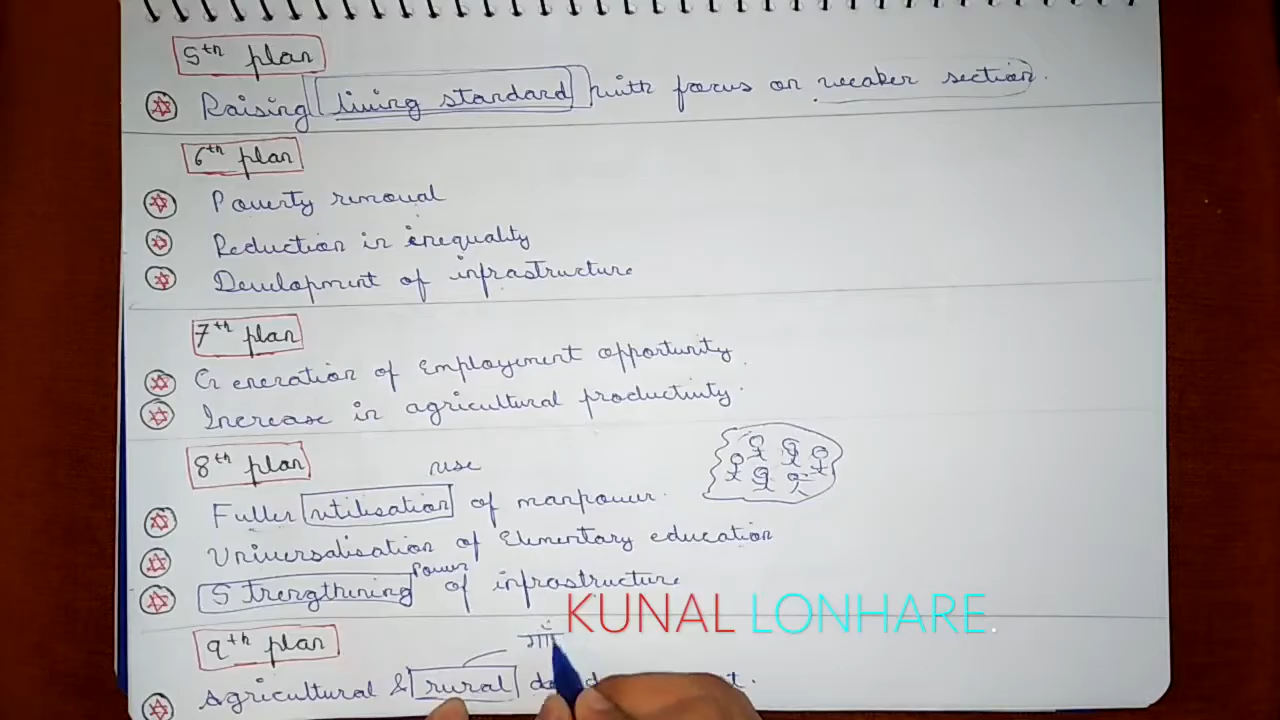 5th plan
Raising living standard with focus on weaker section.
6th plan
Poverty removal
Reduction in inequality
Development of infrastructure
7th plan
Generation of Employement opportunity.
Increase in agricultural productivity.
8th plan
use
Fuller utilisation of manpower.
Universalisation of Elementary education
Power
Strengthining of infrastructure
KUNAL LONHARE.
9th plan
गाँ
Agricultural & rural